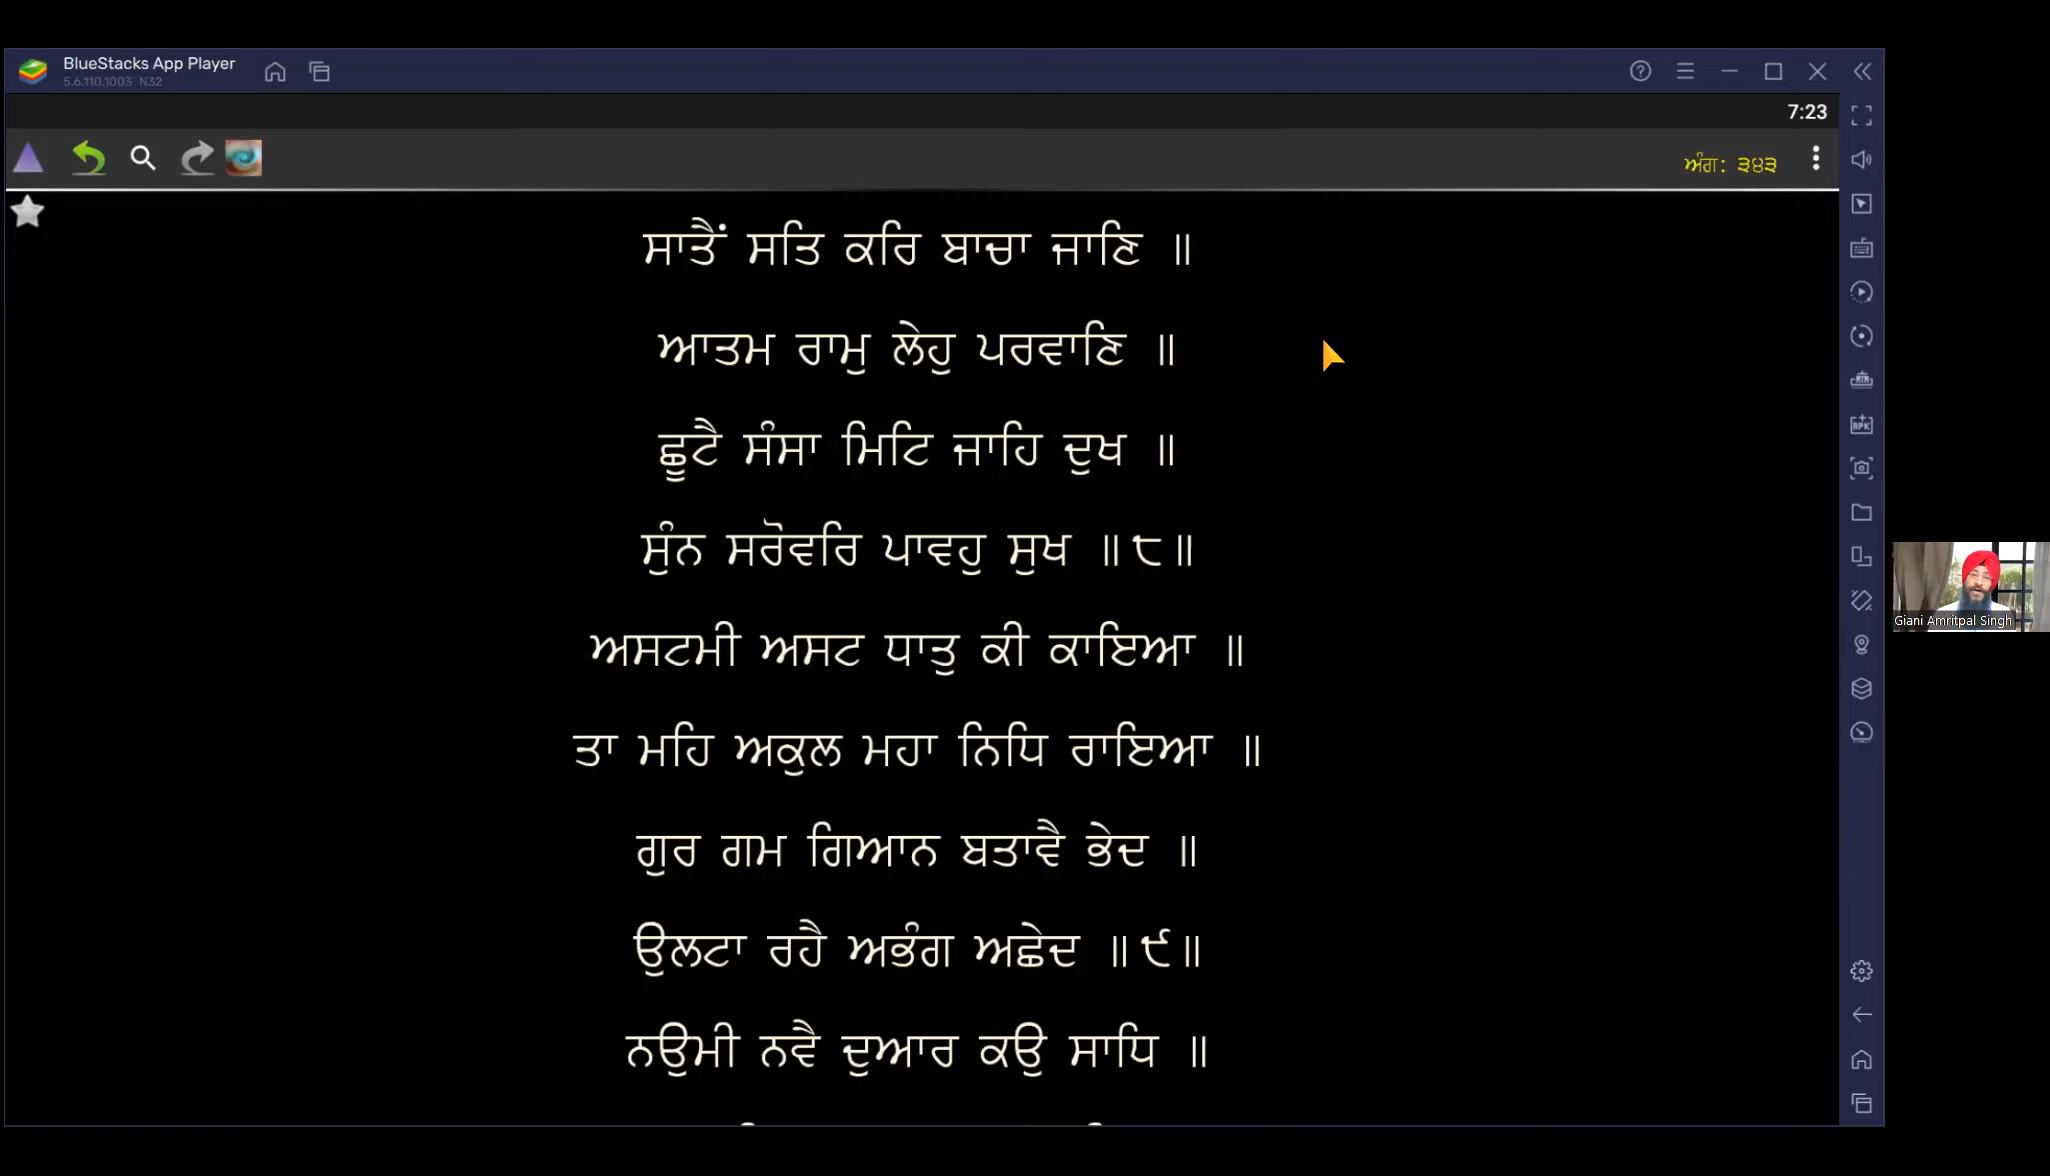 BlueStacks App Player
5.6.110.1003 N32
7:23
ਅੰਗ: ੩੪੩
ਸਾਤੈਂ ਸਤਿ ਕਰਿ ਬਾਚਾ ਜਾਣਿ ॥
ਆਤਮ ਰਾਮੁ ਲੇਹੁ ਪਰਵਾਣਿ ॥
ਛੂਟੈ ਸੰਸਾ ਮਿਟਿ ਜਾਹਿ ਦੁਖ ॥
ਸੁੰਨ ਸਰੋਵਰਿ ਪਾਵਹੁ ਸੁਖ ॥੮॥
ਅਸਟਮੀ ਅਸਟ ਧਾਤੁ ਕੀ ਕਾਇਆ ॥
ਤਾ ਮਹਿ ਅਕੁਲ ਮਹਾ ਨਿਧਿ ਰਾਇਆ ॥
ਗੁਰ ਗਮ ਗਿਆਨ ਬਤਾਵੈ ਭੇਦ ॥
ਉਲਟਾ ਰਹੈ ਅਭੰਗ ਅਛੇਦ ॥੯॥
ਨਉਮੀ ਨਵੈ ਦੁਆਰ ਕਉ ਸਾਧਿ ॥
Giani Amritpal Singh